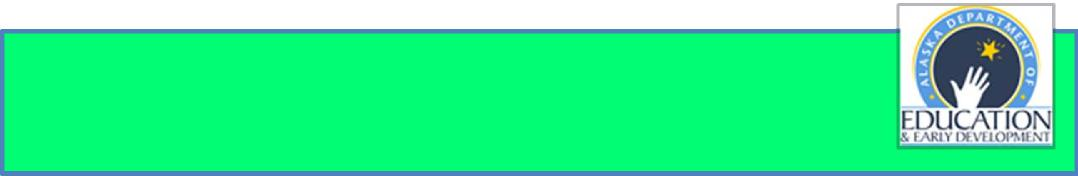 ALASKA DEPARTMENT OF
EDUCATION
& EARLY DEVELOPMENT